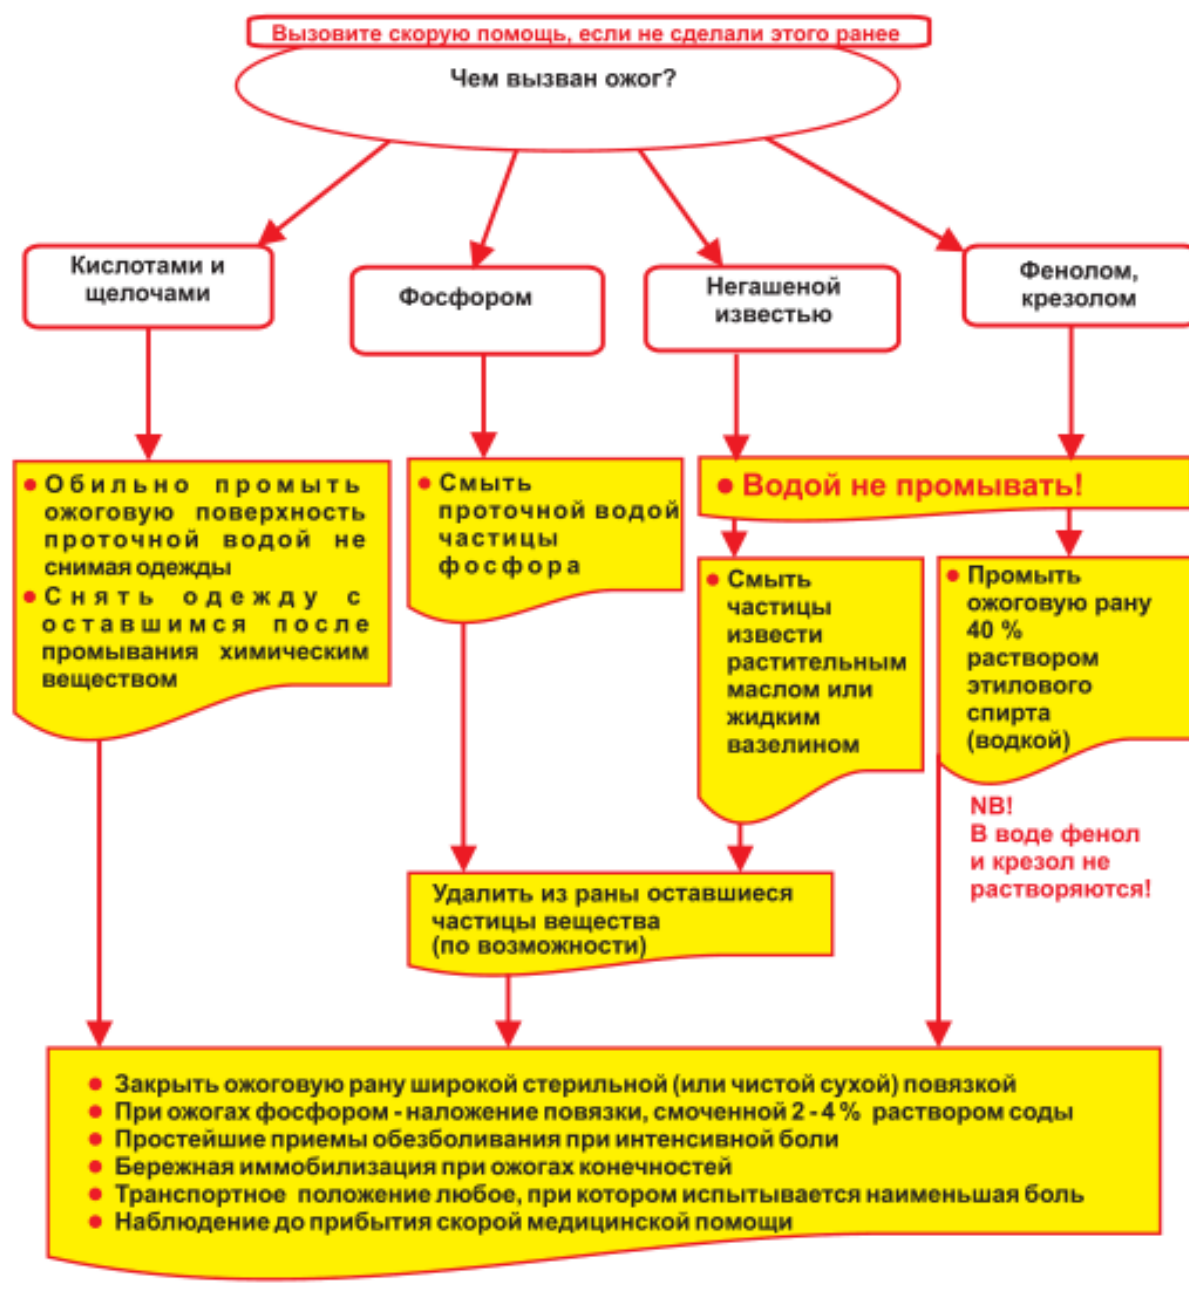 Вызовите скорую помощь, если не сделали этого ранее
Чем вызван ожог?
Кислотами и
щелочами
Фосфором
Негашеной
известью
Фенолом,
крезолом
• Обильно промыть
ожоговую поверхность
проточной водой не
снимая одежды
• Снять одежду с
оставшимся после
промывания химическим
веществом
• Смыть
проточной водой
частицы
фосфора
• Водой не промывать!
• Смыть
частицы
извести
растительным
маслом или
жидким
вазелином
• Промыть
ожоговую рану
40 %
раствором
этилового
спирта
(водкой)
NB!
В воде фенол
и крезол не
растворяются!
Удалить из раны оставшиеся
частицы вещества
(по возможности)
• Закрыть ожоговую рану широкой стерильной (или чистой сухой) повязкой
• При ожогах фосфором - наложение повязки, смоченной 2 - 4 % раствором соды
• Простейшие приемы обезболивания при интенсивной боли
• Бережная иммобилизация при ожогах конечностей
• Транспортное положение любое, при котором испытывается наименьшая боль
• Наблюдение до прибытия скорой медицинской помощи